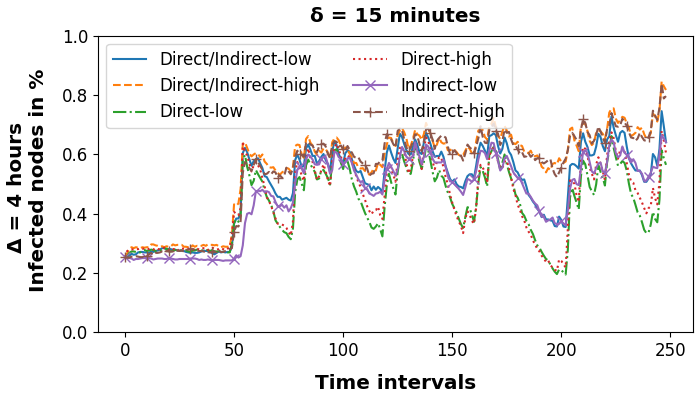 δ = 15 minutes
Δ = 4 hours
Infected nodes in %
1.0
0.8
0.6
0.4
0.2
0.0
Direct/Indirect-low
Direct/Indirect-high
Direct-low
Direct-high
Indirect-low
Indirect-high
0 50 100 150 200 250
Time intervals